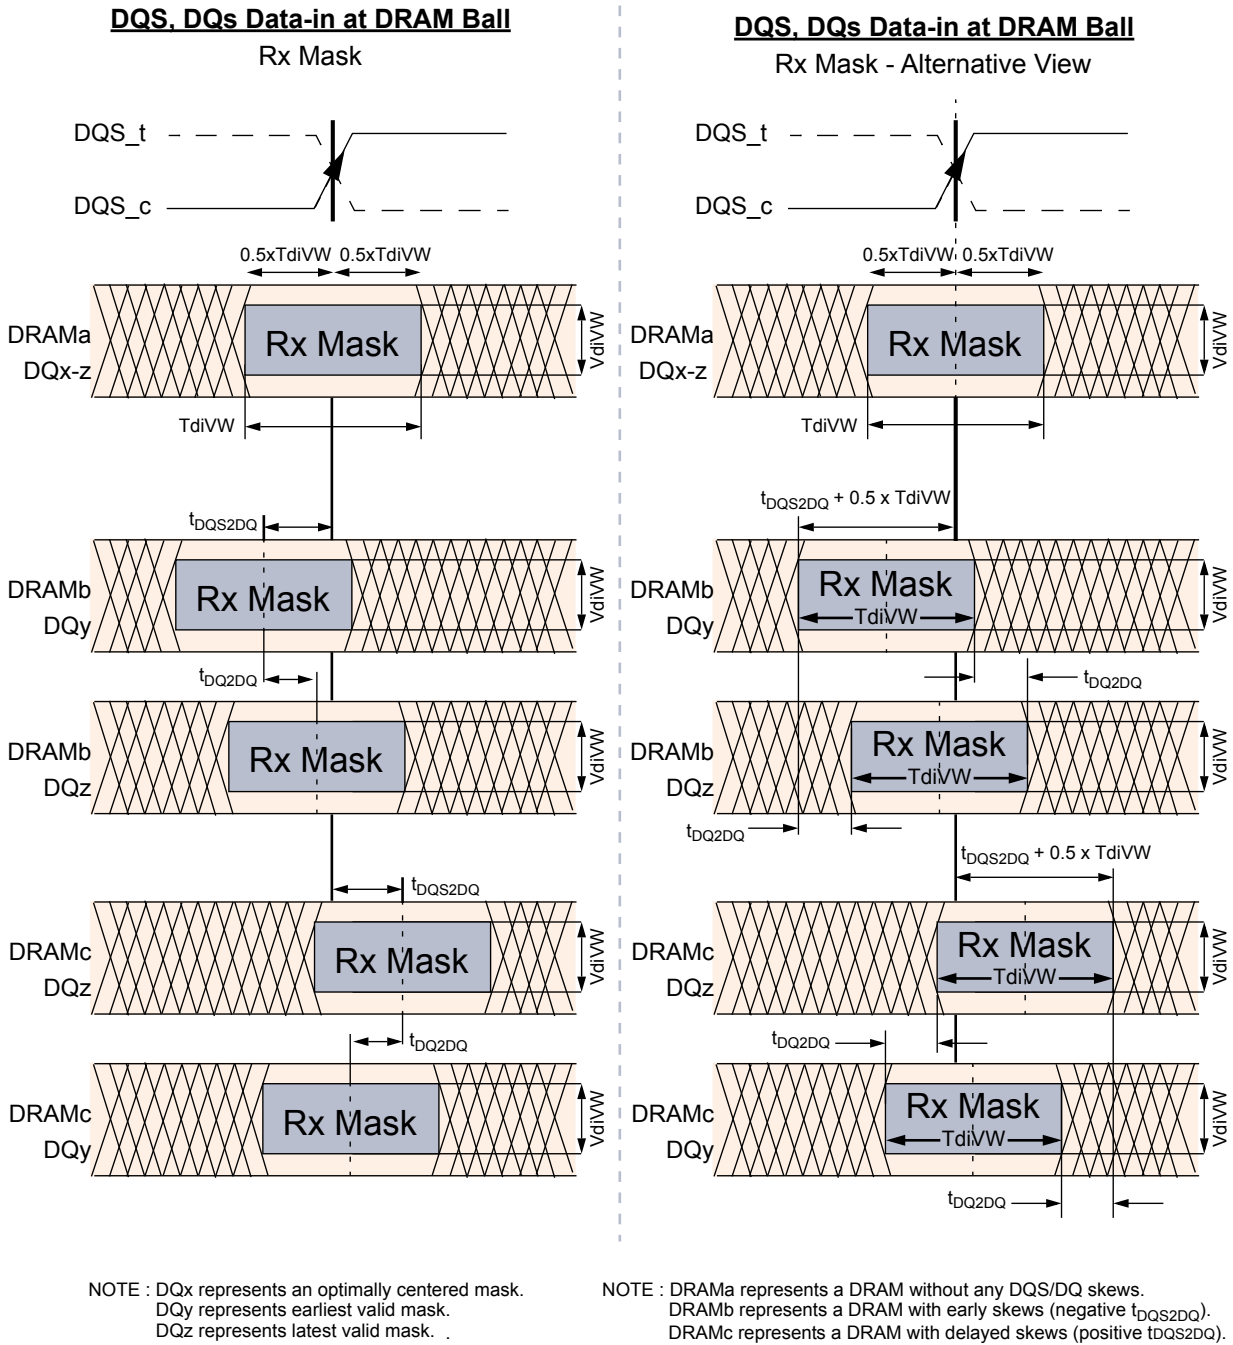 DQS, DQs Data-in at DRAM Ball
Rx Mask
DQS_t
DQS_c
0.5xTdiVW 0.5xTdiVW
DRAMa
DQx-z
Rx Mask
VdiVW
TdiVW
tDQS2DQ
DRAMb
DQy
Rx Mask
VdiVW
tDQ2DQ
DRAMb
DQz
Rx Mask
VdiVW
tDQS2DQ
DRAMc
DQz
Rx Mask
VdiVW
tDQ2DQ
DRAMc
DQy
Rx Mask
VdiVW
NOTE : DQx represents an optimally centered mask.
DQy represents earliest valid mask.
DQz represents latest valid mask. .
DQS, DQs Data-in at DRAM Ball
Rx Mask - Alternative View
DQS_t
DQS_c
0.5xTdiVW 0.5xTdiVW
DRAMa
DQx-z
Rx Mask
VdiVW
TdiVW
tDQS2DQ + 0.5 x TdiVW
DRAMb
DQy
Rx Mask
TdiVW
VdiVW
tDQ2DQ
DRAMb
DQz
Rx Mask
TdiVW
VdiVW
tDQ2DQ
tDQS2DQ + 0.5 x TdiVW
DRAMc
DQz
Rx Mask
TdiVW
VdiVW
tDQ2DQ
DRAMc
DQy
Rx Mask
TdiVW
VdiVW
tDQ2DQ
NOTE : DRAMa represents a DRAM without any DQS/DQ skews.
DRAMb represents a DRAM with early skews (negative tDQS2DQ).
DRAMc represents a DRAM with delayed skews (positive tDQS2DQ).